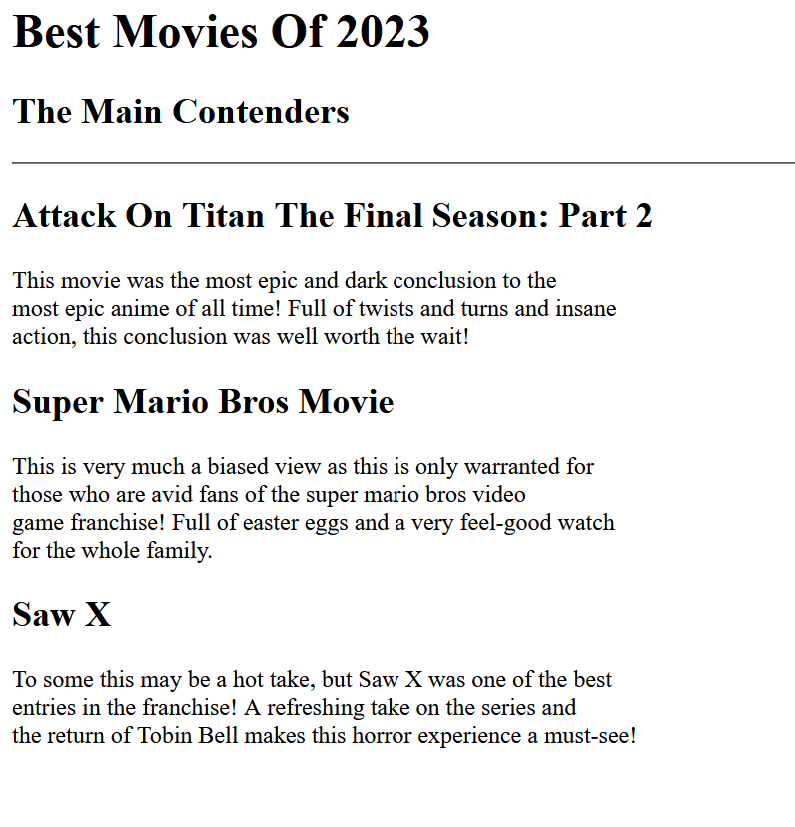 Best Movies Of 2023
The Main Contenders
Attack On Titan The Final Season: Part 2
This movie was the most epic and dark conclusion to the
most epic anime of all time! Full of twists and turns and insane
action, this conclusion was well worth the wait!
Super Mario Bros Movie
This is very much a biased view as this is only warranted for
those who are avid fans of the super mario bros video
game franchise! Full of easter eggs and a very feel-good watch
for the whole family.
Saw X
To some this may be a hot take, but Saw X was one of the best
entries in the franchise! A refreshing take on the series and
the return of Tobin Bell makes this horror experience a must-see!